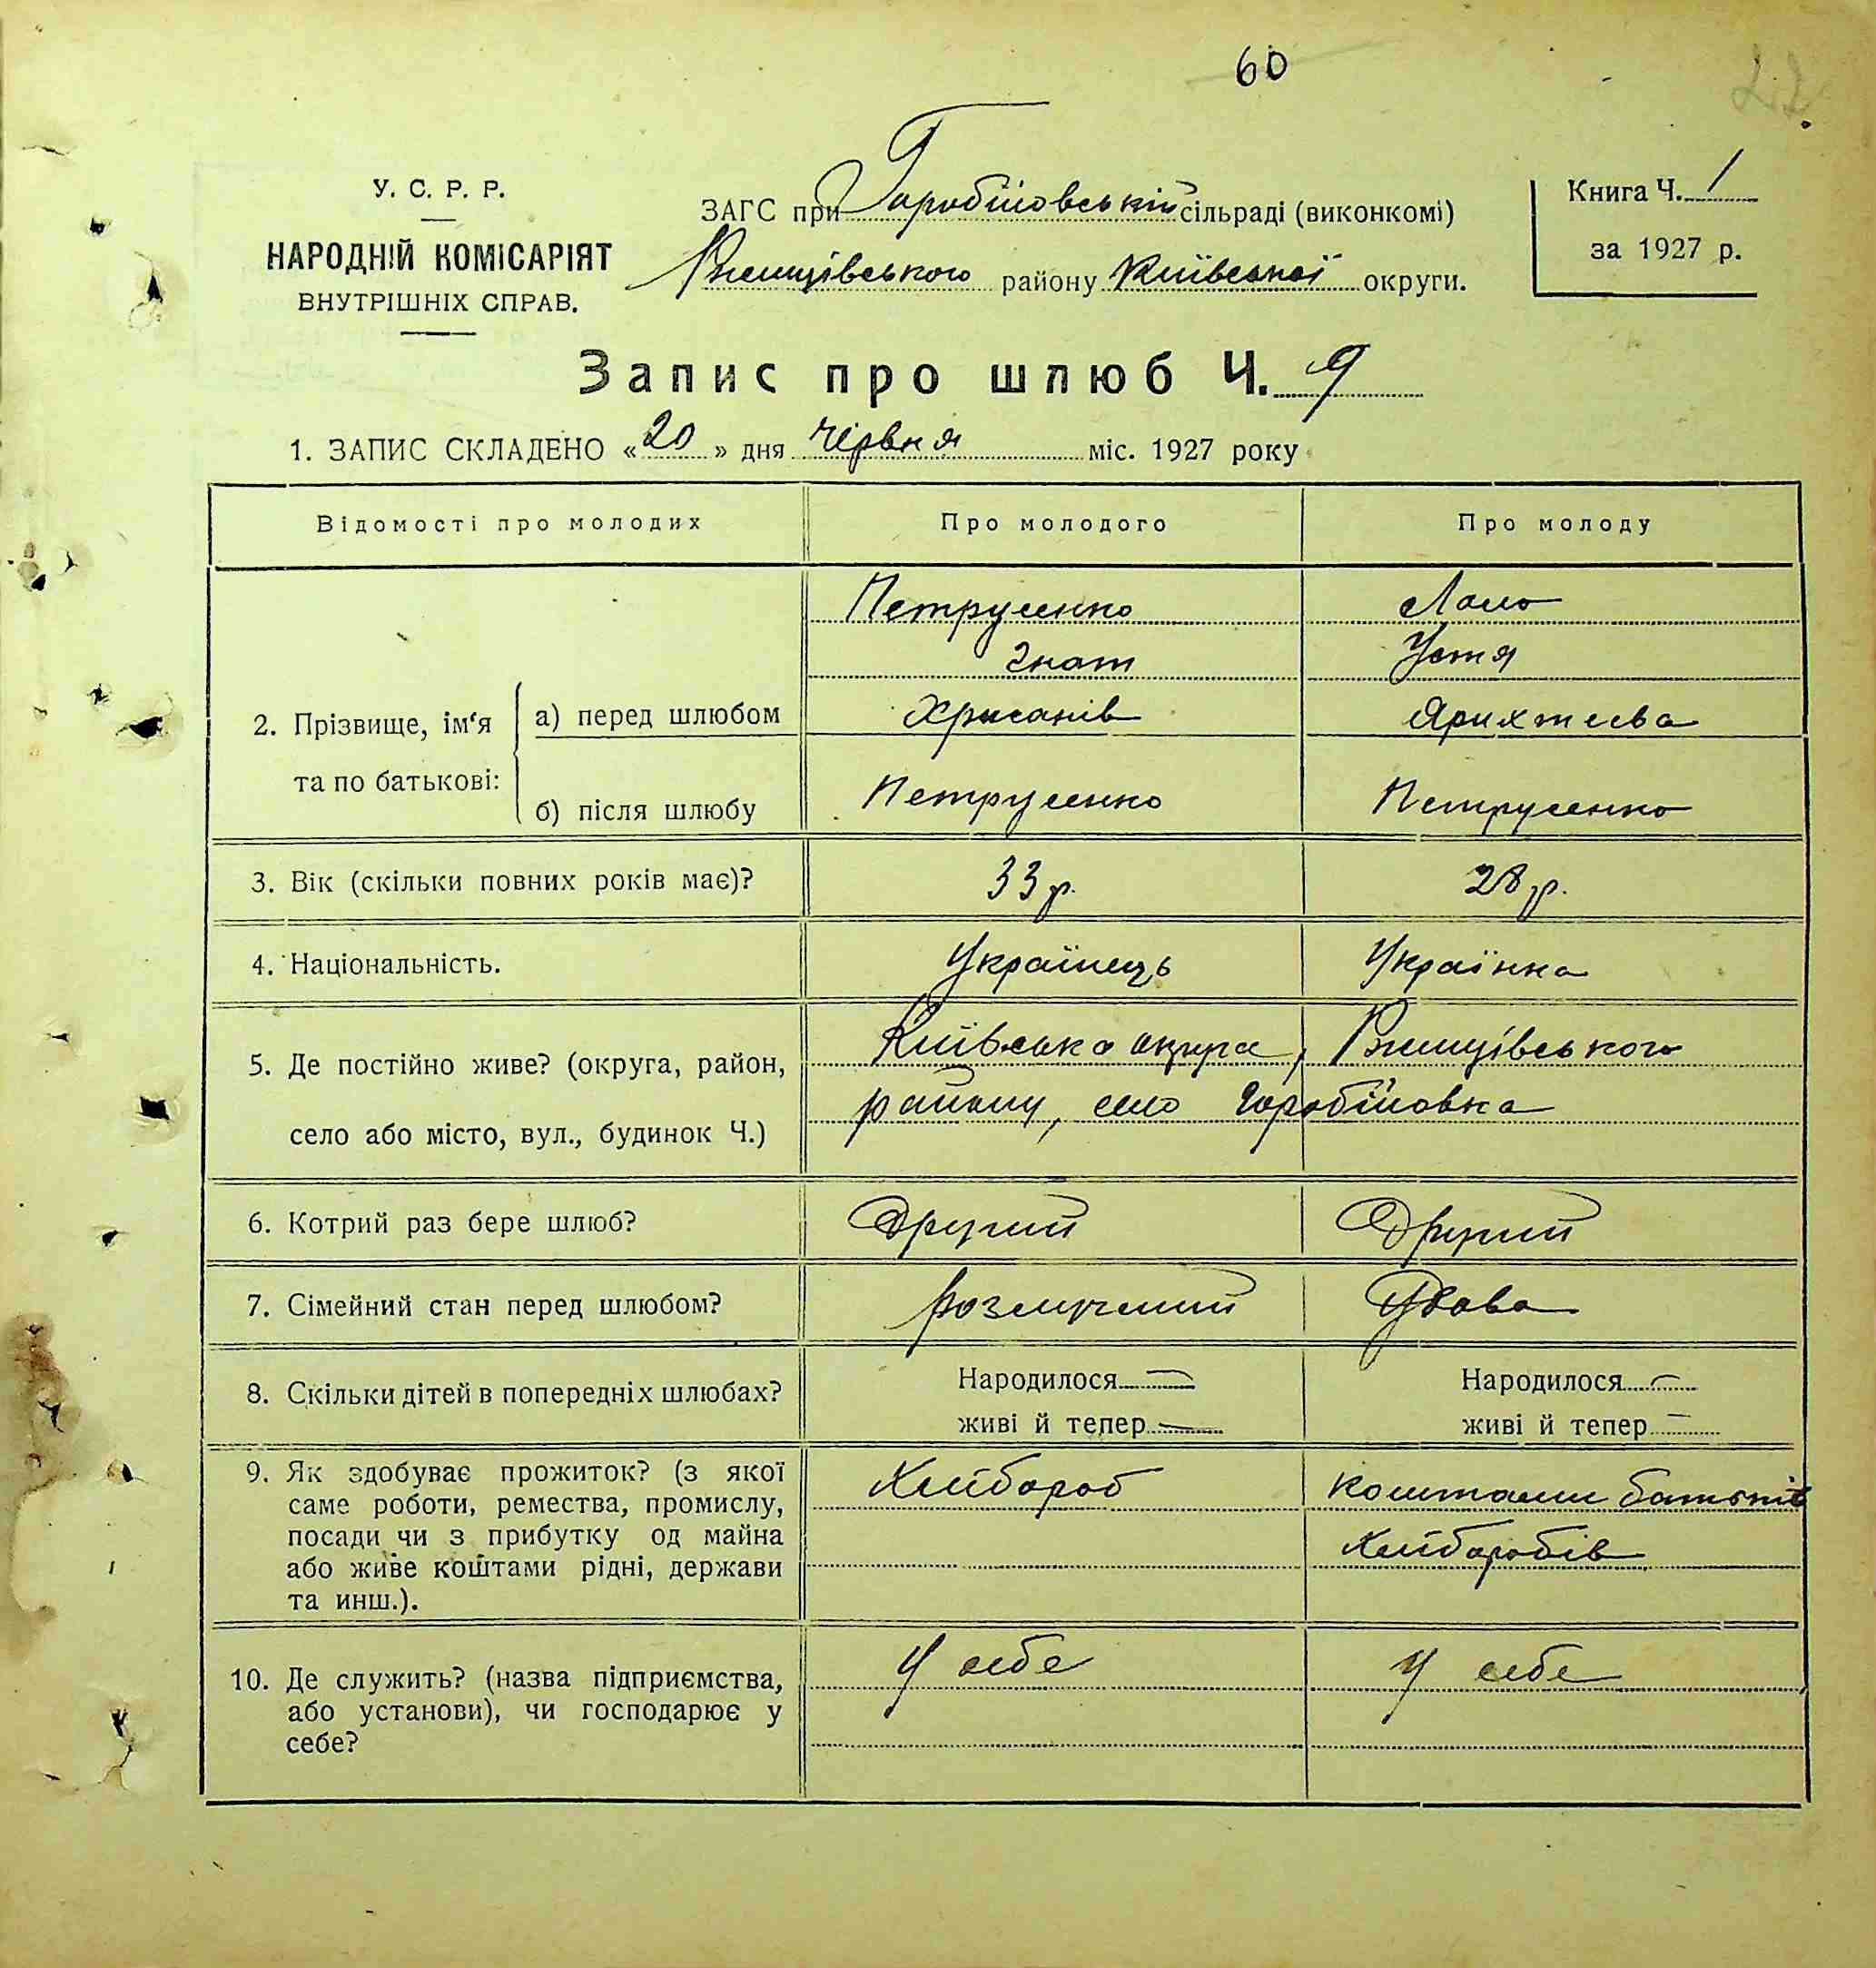 60
У. С. Р. Р.
НАРОДНІЙ КОМІСАРІЯТ
ВНУТРІШНІХ СПРАВ.
ЗАГС при Горобіївській сільраді (виконкомі)
Ржищівського району Київської округи.
Книга Ч. 1
за 1927 р.
Запис про шлюб Ч. 9
1. ЗАПИС СКЛАДЕНО « 20 » дня червня міс. 1927 року
Відомості про молодих
Про молодого
Про молоду
2. Прізвище, ім'я та по батькові:
а) перед шлюбом
Петрусенко
Гнат
Хрисанів
Устя
б) після шлюбу
Петрусенко
Петрусенко
3. Вік (скільки повних років має)?
33 р.
28 р.
4. Національність.
Українець
Українка
5. Де постійно живе? (округа, район,
село або місто, вул., будинок Ч.)
Київська округа, Ржищівського
району, село Горобіївка
6. Котрий раз бере шлюб?
Другий
Другий
7. Сімейний стан перед шлюбом?
розлучений
Удова
8. Скільки дітей в попередніх шлюбах?
Народилося —
живі й тепер —
Народилося —
живі й тепер —
9. Як здобуває прожиток? (з якої
саме роботи, ремества, промислу,
посади чи з прибутку од майна
або живе коштами рідні, держави
та инш.).
Хлібороб
коштами батьків
хліборобів
10. Де служить? (назва підприємства,
або установи), чи господарює у
себе?
У себе
У себе